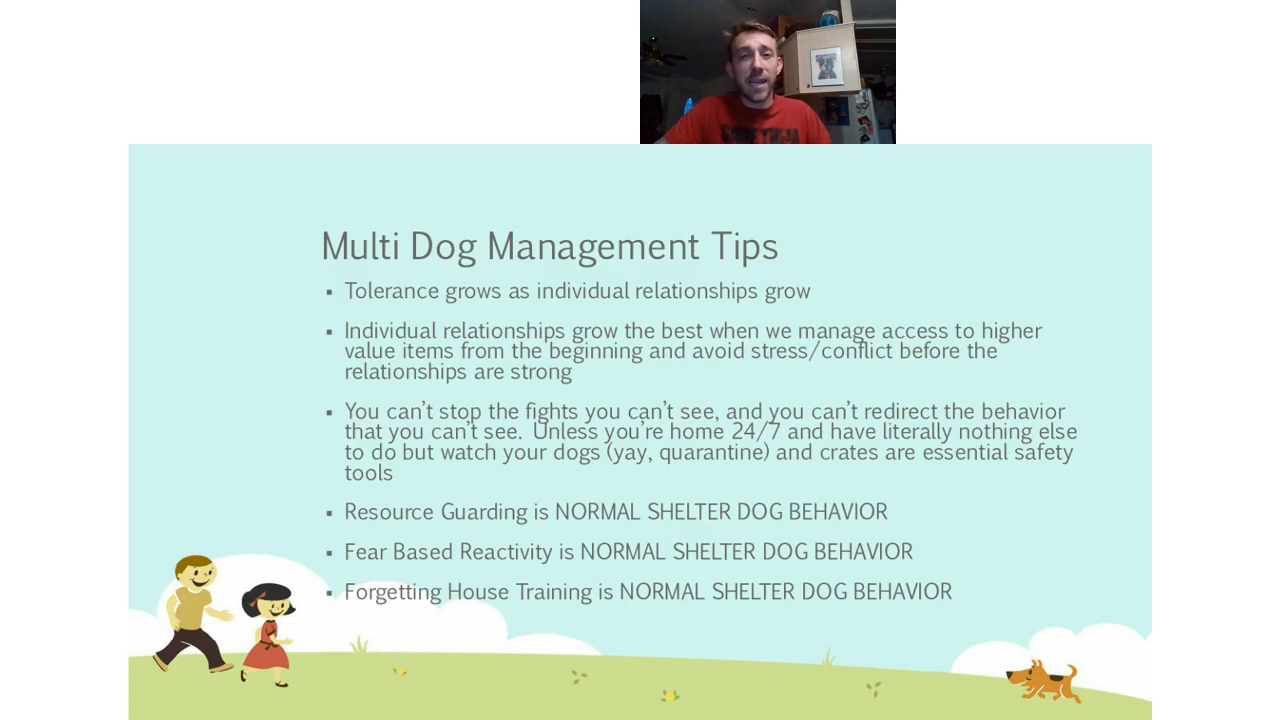 Multi Dog Management Tips
▪ Tolerance grows as individual relationships grow
▪ Individual relationships grow the best when we manage access to higher
value items from the beginning and avoid stress/conflict before the
relationships are strong
▪ You can't stop the fights you can't see, and you can't redirect the behavior
that you can't see.  Unless you're home 24/7 and have literally nothing else
to do but watch your dogs (yay, quarantine) and crates are essential safety
tools
▪ Resource Guarding is NORMAL SHELTER DOG BEHAVIOR
▪ Fear Based Reactivity is NORMAL SHELTER DOG BEHAVIOR
▪ Forgetting House Training is NORMAL SHELTER DOG BEHAVIOR